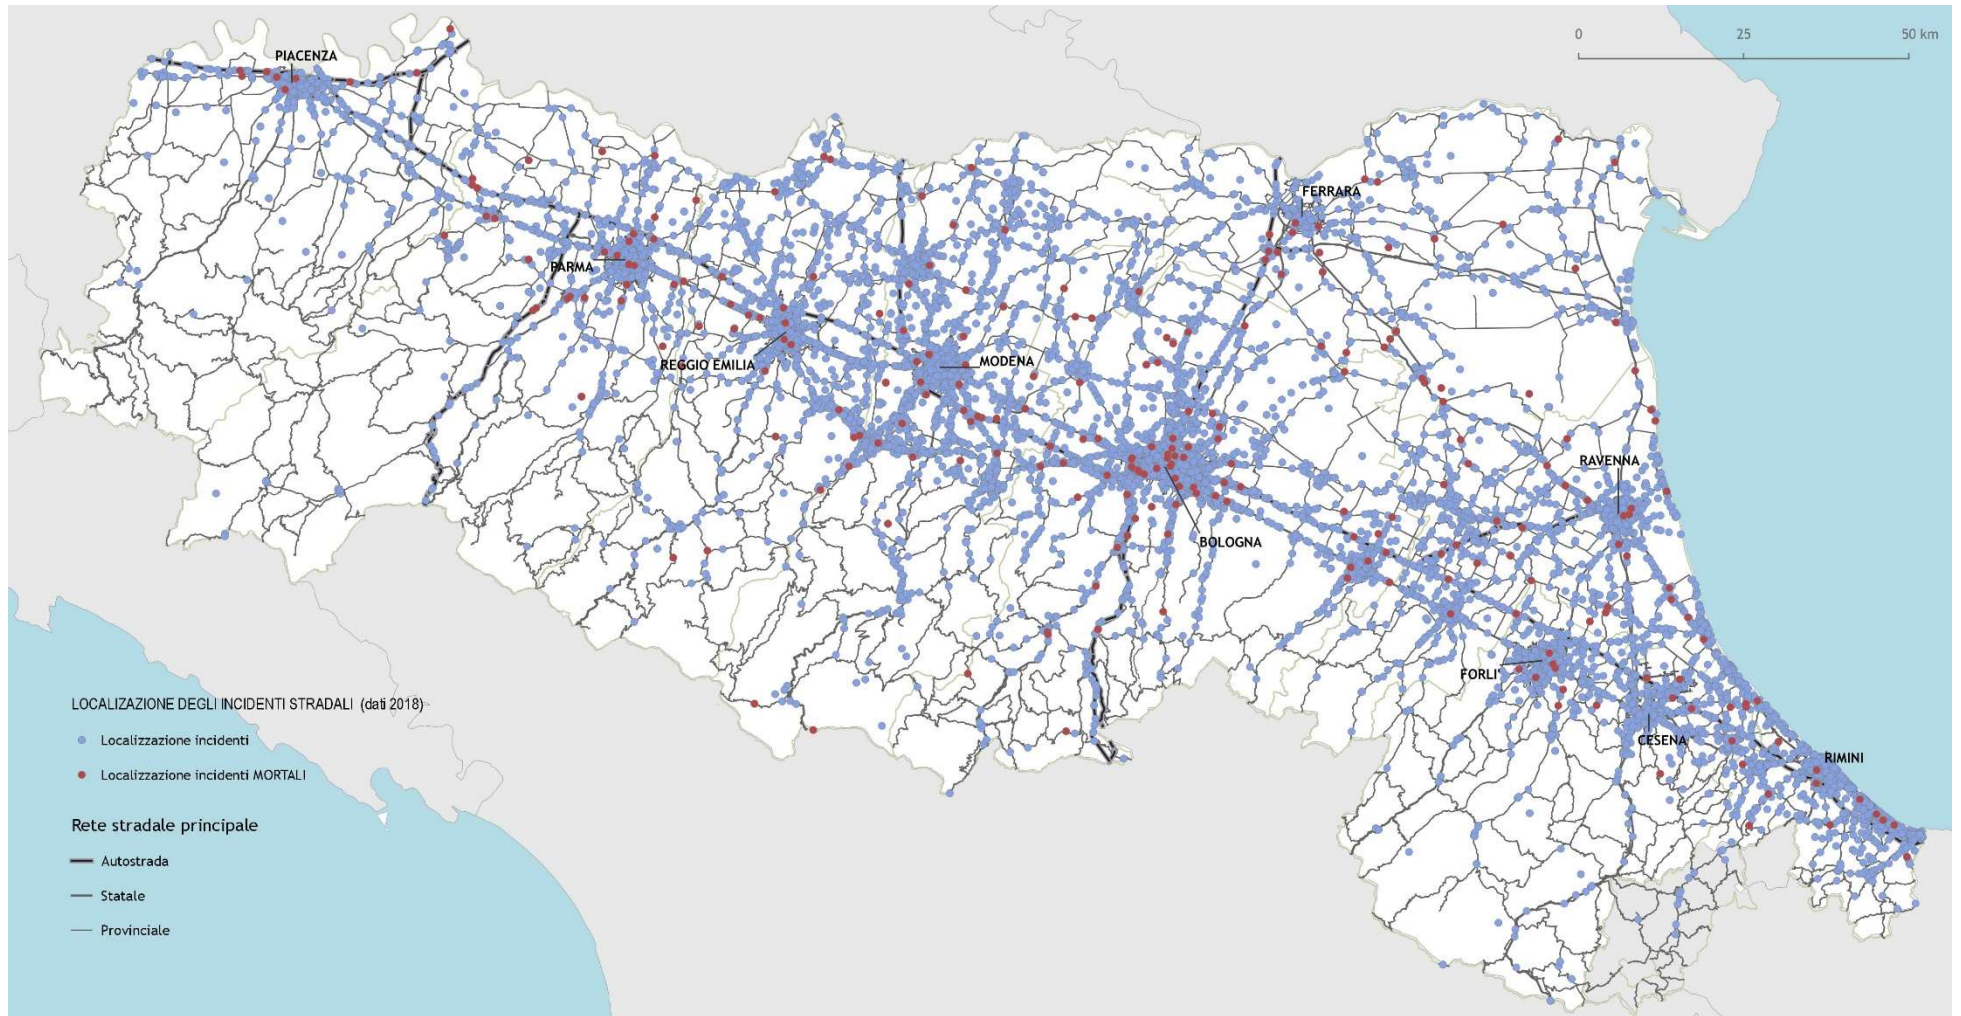 0 25 50 km
PIACENZA
FERRARA
PARMA
REGGIO EMILIA
MODENA
RAVENNA
BOLOGNA
FORLI'
CESENA
RIMINI
LOCALIZAZIONE DEGLI INCIDENTI STRADALI (dati 2018)
Localizzazione incidenti
Localizzazione incidenti MORTALI
Rete stradale principale
Autostrada
Statale
Provinciale